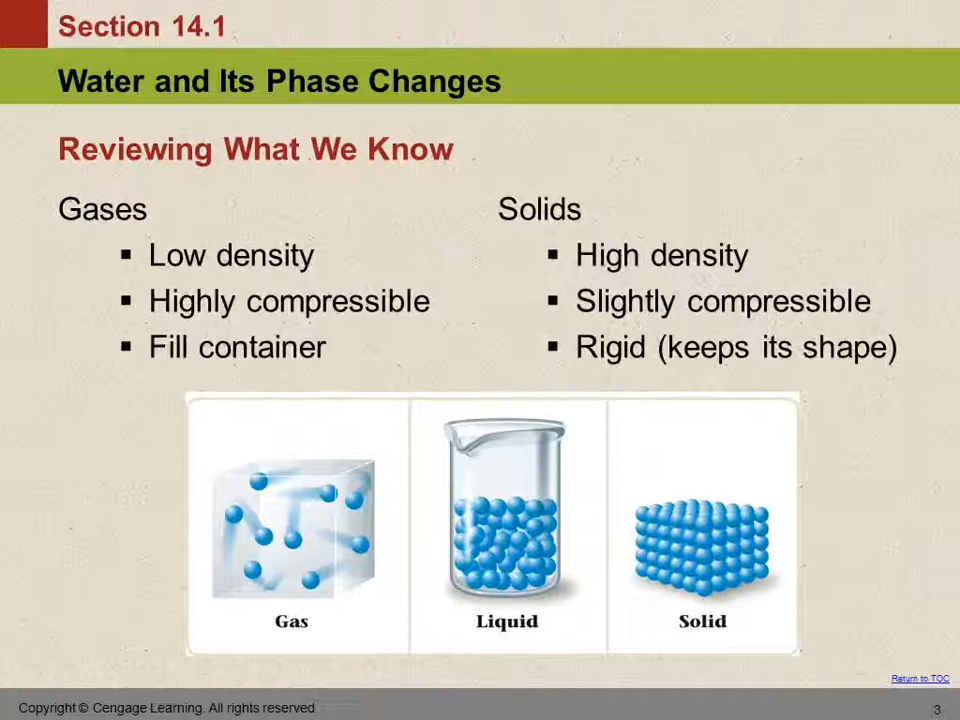 Section 14.1
Water and Its Phase Changes
Reviewing What We Know
Gases
▪ Low density
▪ Highly compressible
▪ Fill container
Solids
▪ High density
▪ Slightly compressible
▪ Rigid (keeps its shape)
Gas
Liquid
Solid
Return to TOC
Copyright © Cengage Learning. All rights reserved
3